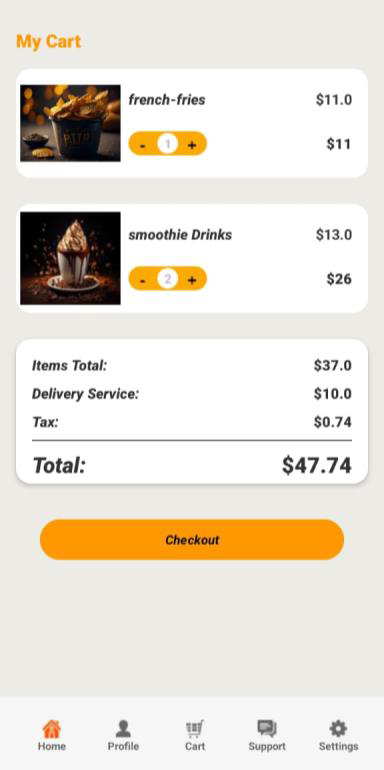 My Cart
french-fries $11.0
- 1 + $11
smoothie Drinks $13.0
- 2 + $26
Items Total: $37.0
Delivery Service: $10.0
Tax: $0.74
Total: $47.74
Checkout
Home Profile Cart Support Settings